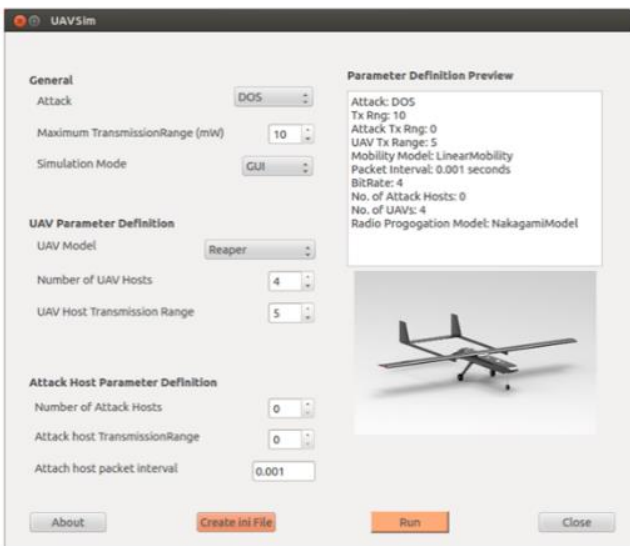 UAVSim
General
Attack DOS
Maximum TransmissionRange (mW) 10
Simulation Mode GUI
UAV Parameter Definition
UAV Model Reaper
Number of UAV Hosts 4
UAV Host Transmission Range 5
Attack Host Parameter Definition
Number of Attack Hosts 0
Attack host TransmissionRange 0
Attach host packet interval 0.001
Parameter Definition Preview
Attack: DOS
Tx Rng: 10
Attack Tx Rng: 0
UAV Tx Range: 5
Mobility Model: LinearMobility
Packet Interval: 0.001 seconds
BitRate: 4
No. of Attack Hosts: 0
No. of UAVs: 4
Radio Progogation Model: NakagamiModel
About Create ini File Run Close